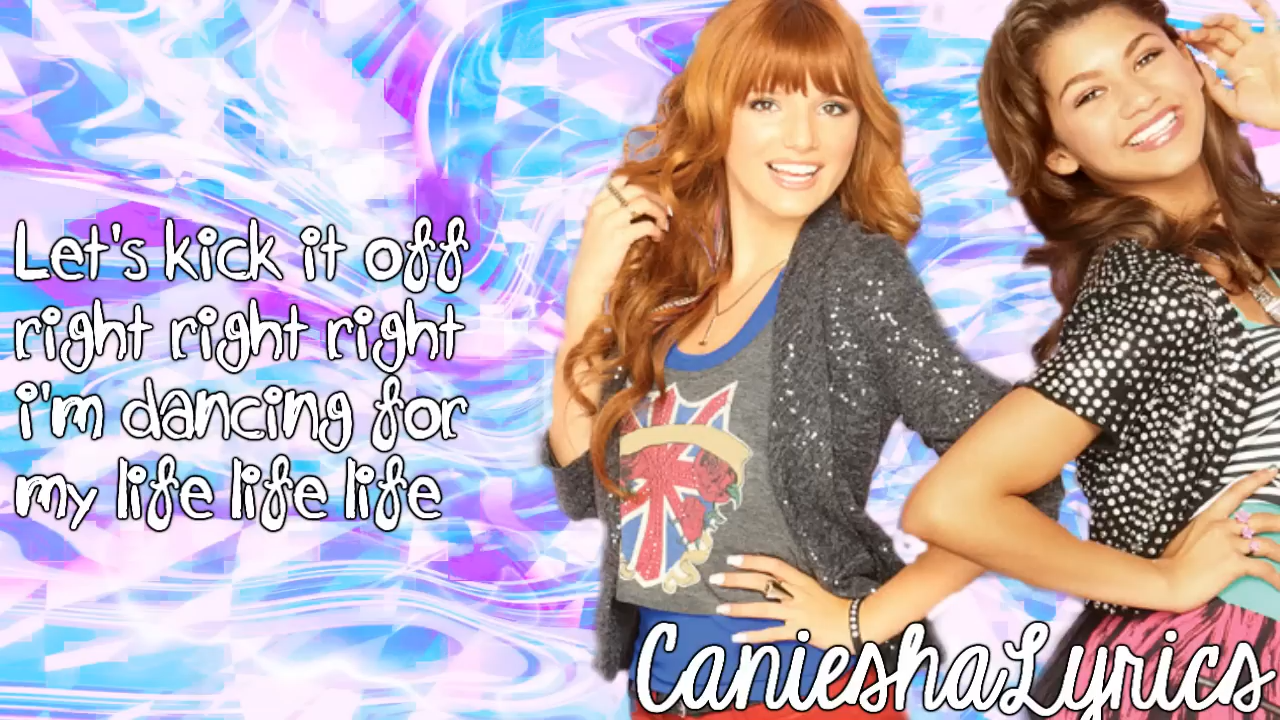 Let's kick it off
right right right
i'm dancing for
my life life life
CanieshaLyrics